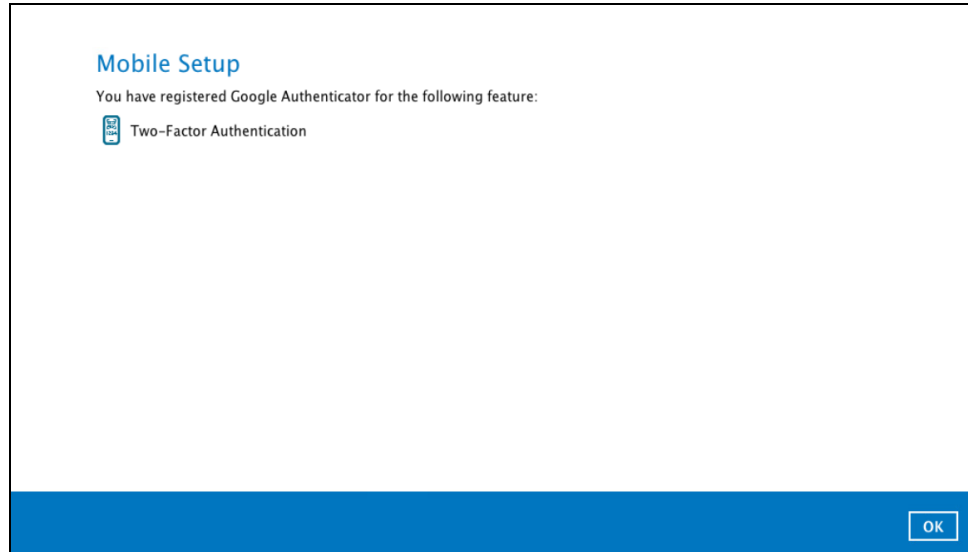 Mobile Setup
You have registered Google Authenticator for the following feature:
Two-Factor Authentication
OK